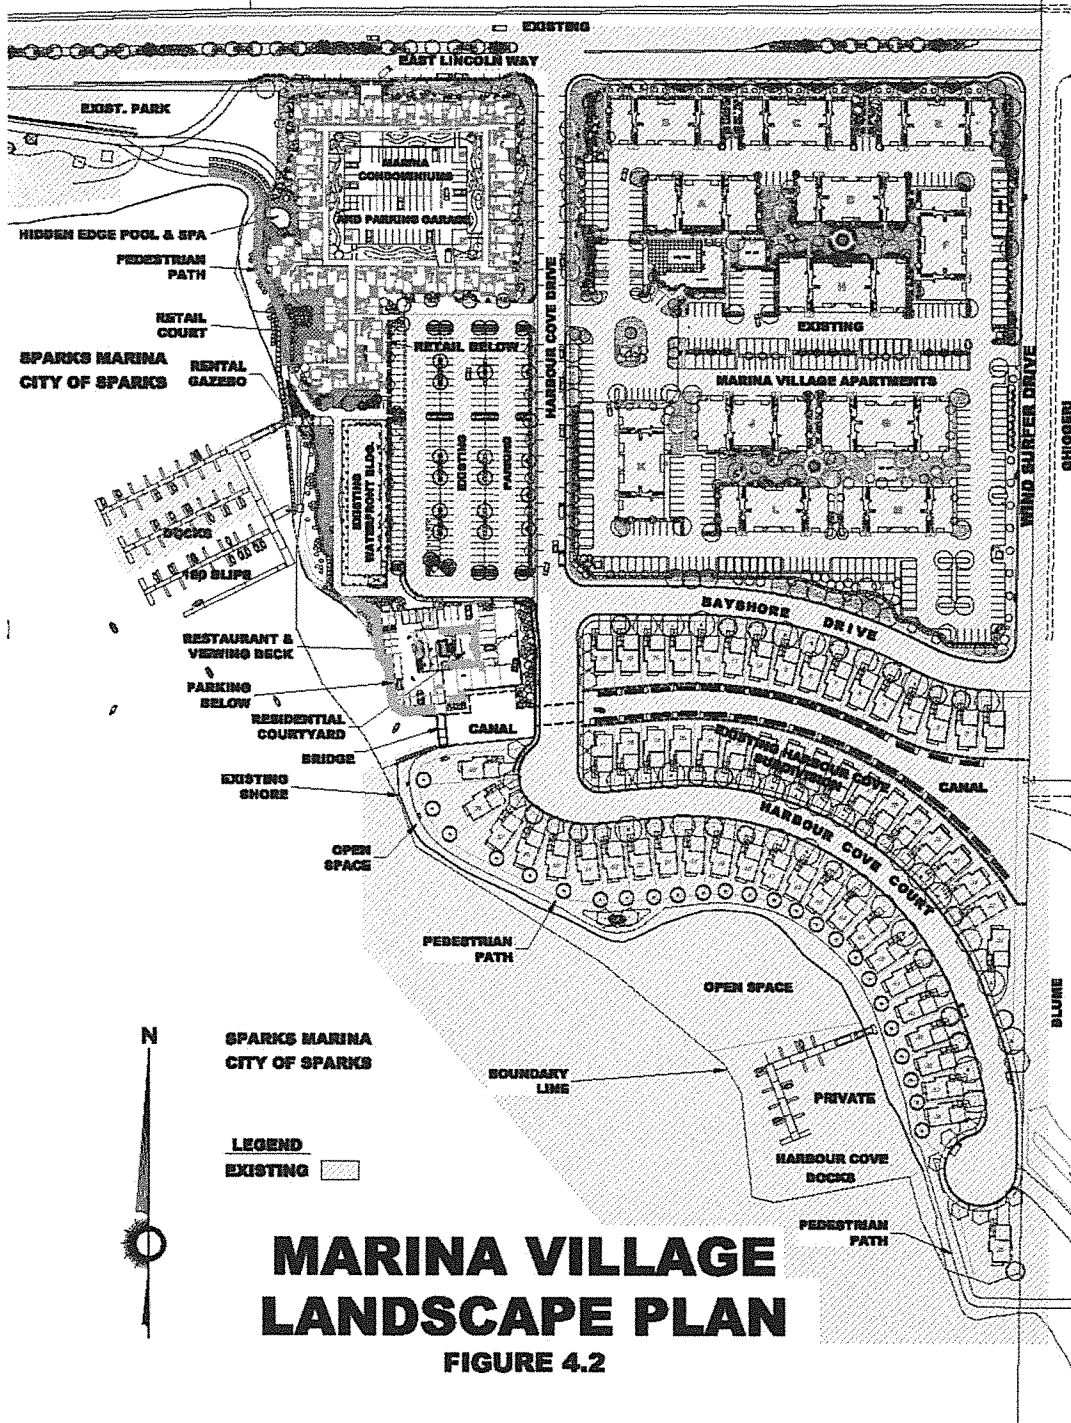 EXISTING
EAST LINCOLN WAY
EXIST. PARK
MARINA
CONDOMINIUMS
AND PARKING GARAGE
HIDDEN EDGE POOL & SPA
PEDESTRIAN
PATH
RETAIL
COURT
SPARKS MARINA
CITY OF SPARKS
RENTAL
GAZEBO
RETAIL BELOW
HARBOUR COVE DRIVE
EXISTING
MARINA VILLAGE APARTMENTS
WIND SURFER DRIVE
CHIGGERI
EXISTING
WATERFRONT BLDG.
EXISTING
PARKING
DOCKS
SLIPS
BAYSHORE DRIVE
RESTAURANT &
VIEWING DECK
PARKING
BELOW
RESIDENTIAL
COURTYARD
CANAL
BRIDGE
EXISTING
SHORE
EXISTING HARBOUR COVE
SUBDIVISION
CANAL
HARBOUR COVE COURT
OPEN
SPACE
PEDESTRIAN
PATH
OPEN SPACE
BLUME
N
SPARKS MARINA
CITY OF SPARKS
BOUNDARY
LINE
PRIVATE
HARBOUR COVE
DOCKS
LEGEND
EXISTING
PEDESTRIAN
PATH
MARINA VILLAGE
LANDSCAPE PLAN
FIGURE 4.2